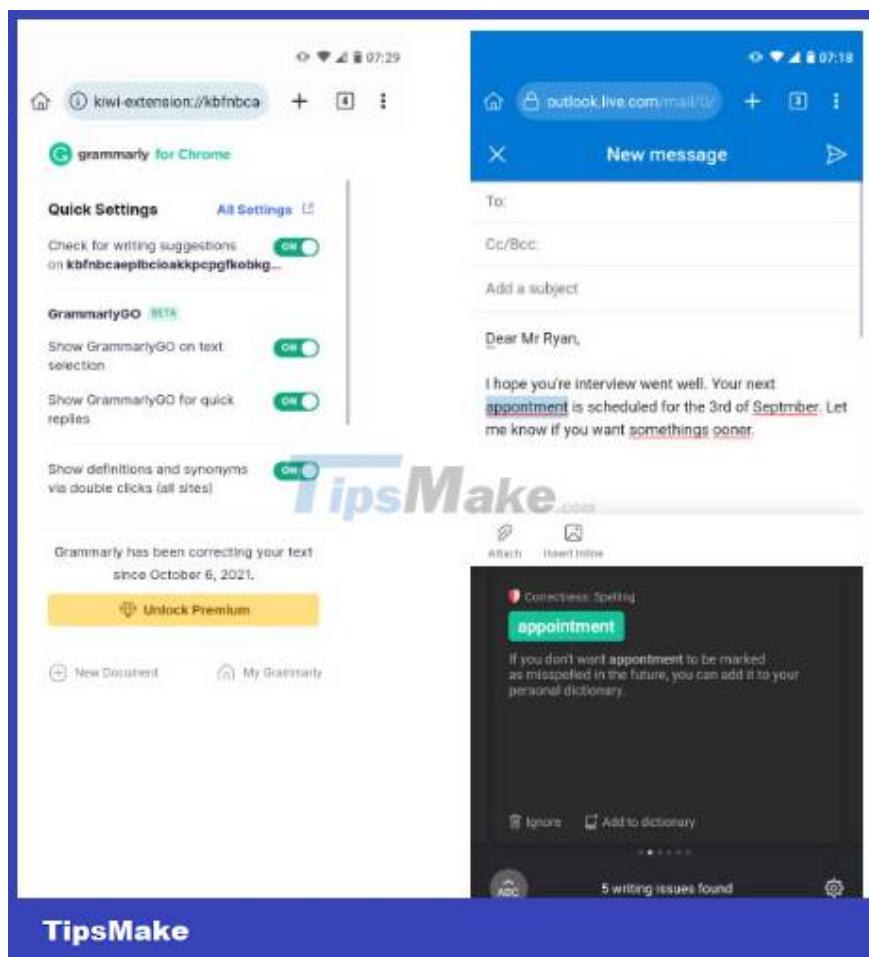 07:29
kiwi-extension://kbfnbca
4
grammarly for Chrome
Quick Settings
All Settings
Check for writing suggestions
on kbfnbcaeplbcioakkpcpgfkobkg...
ON
GrammarlyGO BETA
Show GrammarlyGO on text
selection
ON
Show GrammarlyGO for quick
replies
ON
Show definitions and synonyms
via double clicks (all sites)
ON
Grammarly has been correcting your text
since October 6, 2021.
Unlock Premium
New Document
My Grammarly
07:18
outlook.live.com/mail/0/
3
New message
To:
Cc/Bcc:
Add a subject
Dear Mr Ryan,
I hope you're interview went well. Your next
appontment is scheduled for the 3rd of Septmber. Let
me know if you want somethings ooner.
Attach
Insert Inline
Correctness: Spelling
appointment
If you don't want appontment to be marked
as misspelled in the future, you can add it to your
personal dictionary.
Ignore
Add to dictionary
ABC
5 writing issues found
TipsMake.com
TipsMake